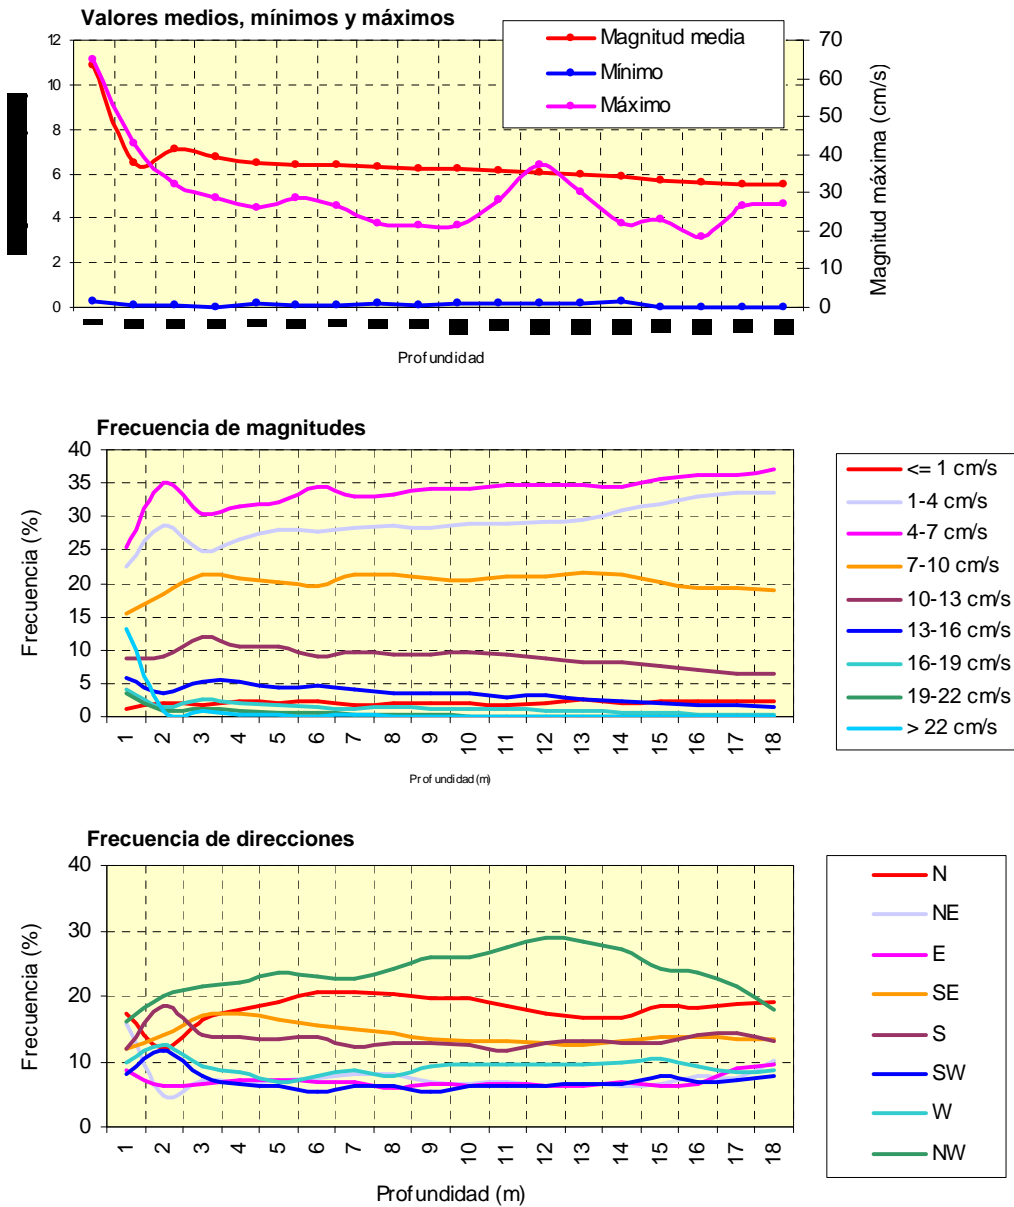 Valores medios, mínimos y máximos
12
10
8
6
4
2
0
70
60
50
40
30
20
10
0
Magnitud máxima (cm/s)
Magnitud media
Mínimo
Máximo
Profundidad
Frecuencia de magnitudes
Frecuencia (%)
40
35
30
25
20
15
10
5
0
1 2 3 4 5 6 7 8 9 10 11 12 13 14 15 16 17 18
Profundidad (m)
<= 1 cm/s
1-4 cm/s
4-7 cm/s
7-10 cm/s
10-13 cm/s
13-16 cm/s
16-19 cm/s
19-22 cm/s
> 22 cm/s
Frecuencia de direcciones
Frecuencia (%)
40
30
20
10
0
1 2 3 4 5 6 7 8 9 10 11 12 13 14 15 16 17 18
Profundidad (m)
N
NE
E
SE
S
SW
W
NW